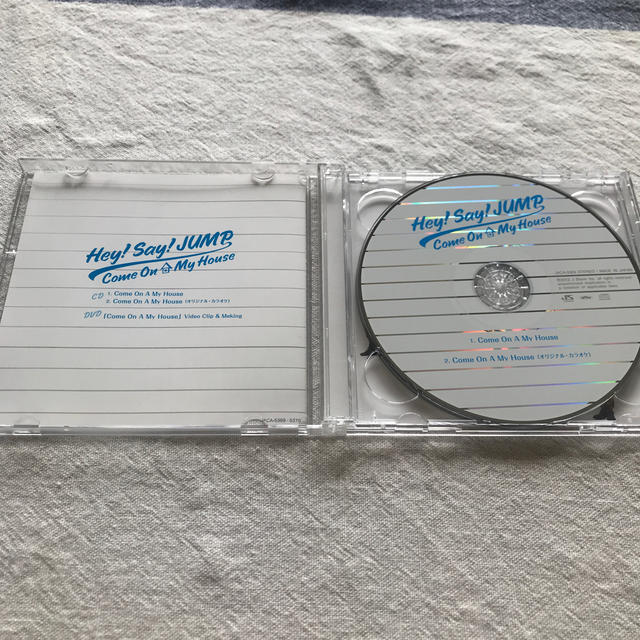 Hey! Say! JUMP
Come On A My House
CD 1. Come On A My House
2. Come On A My House (オリジナル・カラオケ)
DVD 「Come On A My House」 Video Clip & Making
Hey! Say! JUMP
Come On A My House
1. Come On A My House
2. Come On A My House (オリジナル・カラオケ)